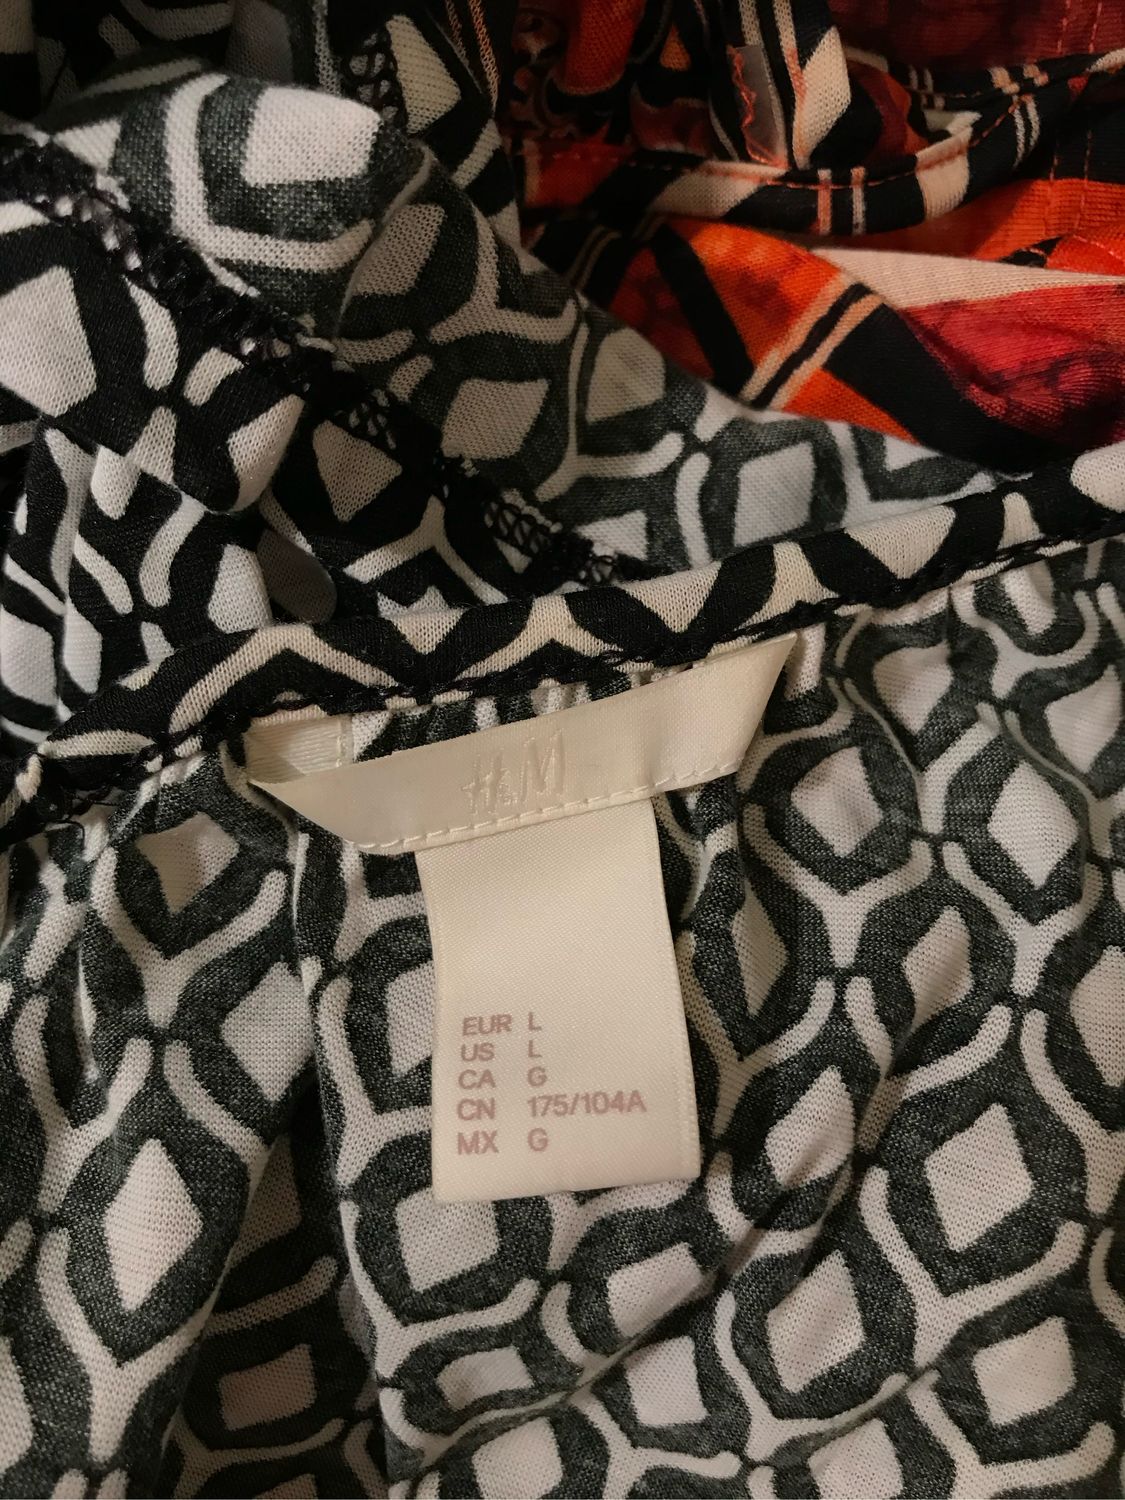 H&M
EUR L
US L
CA G
CN 175/104A
MX G